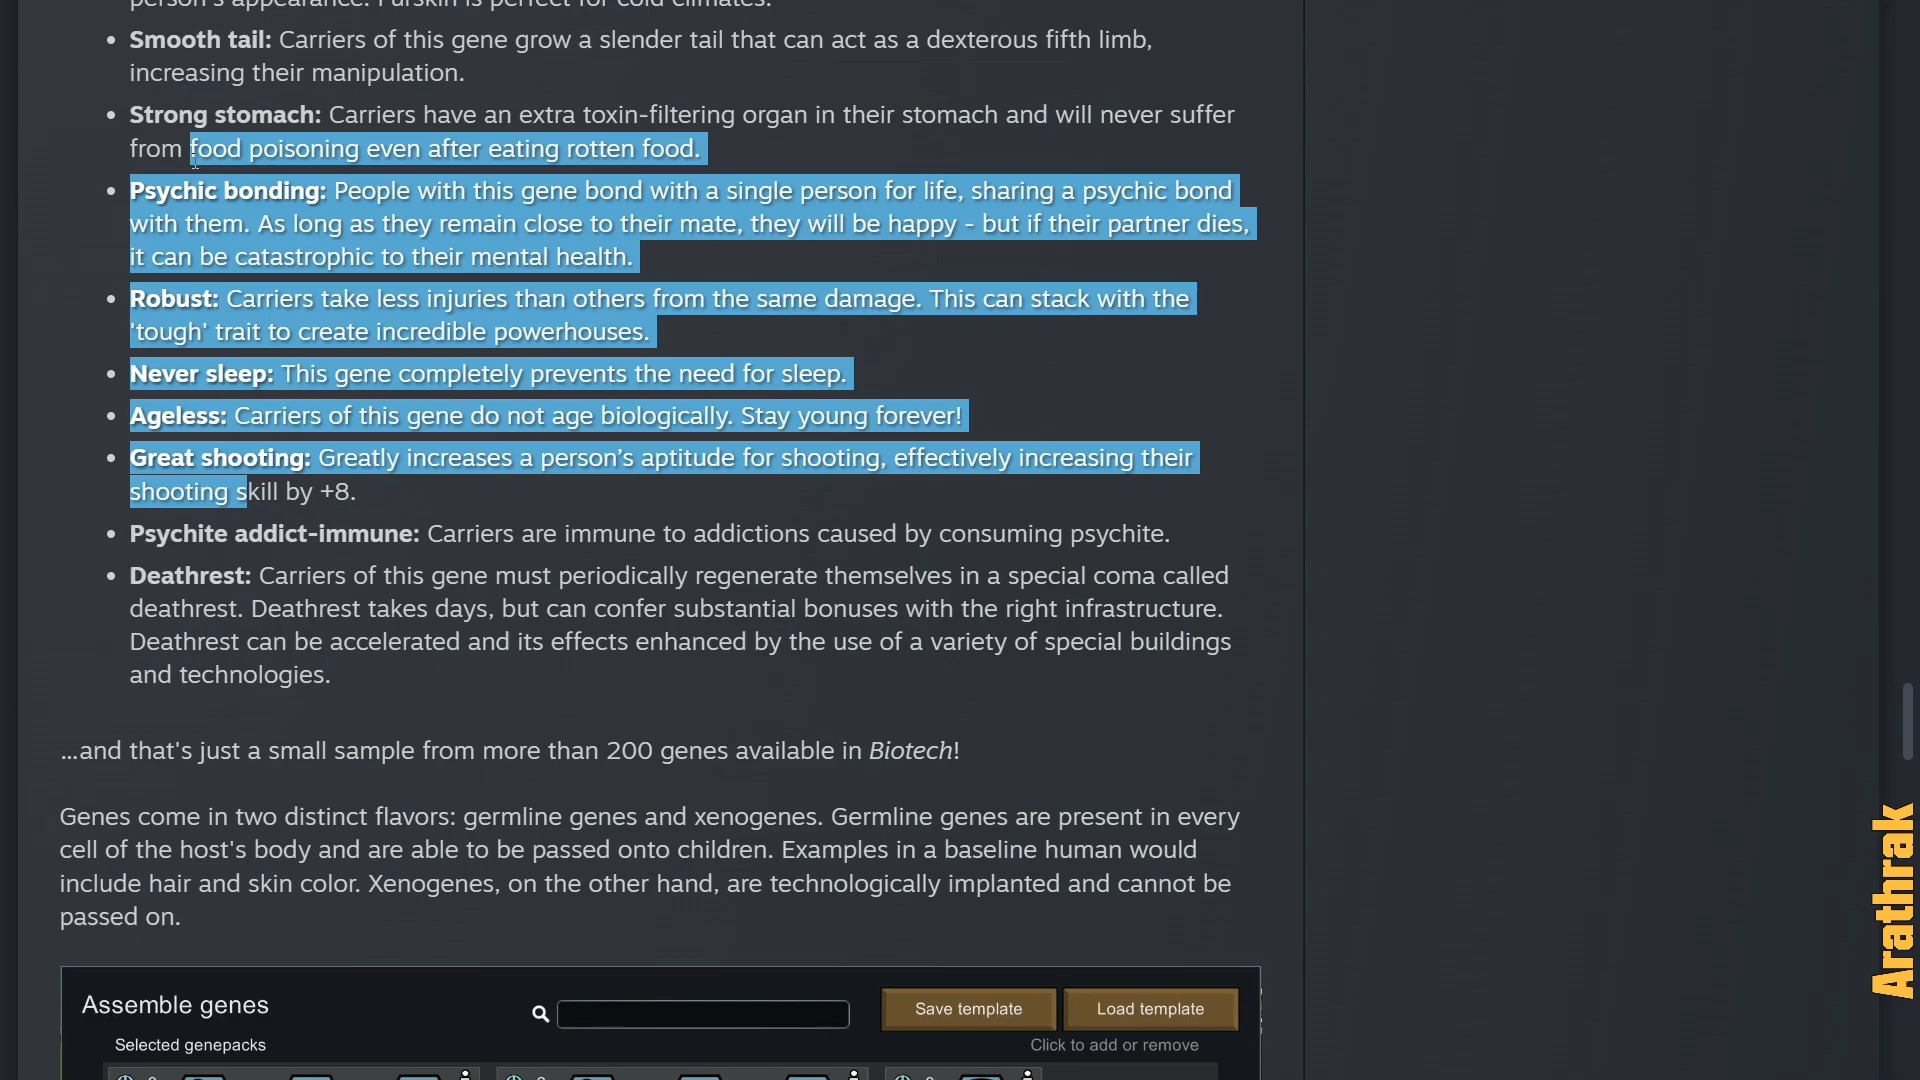 person's appearance. Furskin is perfect for cold climates.
Smooth tail: Carriers of this gene grow a slender tail that can act as a dexterous fifth limb,
increasing their manipulation.
Strong stomach: Carriers have an extra toxin-filtering organ in their stomach and will never suffer
from food poisoning even after eating rotten food.
Psychic bonding: People with this gene bond with a single person for life, sharing a psychic bond
with them. As long as they remain close to their mate, they will be happy - but if their partner dies,
it can be catastrophic to their mental health.
Robust: Carriers take less injuries than others from the same damage. This can stack with the
'tough' trait to create incredible powerhouses.
Never sleep: This gene completely prevents the need for sleep.
Ageless: Carriers of this gene do not age biologically. Stay young forever!
Great shooting: Greatly increases a person’s aptitude for shooting, effectively increasing their
shooting skill by +8.
Psychite addict-immune: Carriers are immune to addictions caused by consuming psychite.
Deathrest: Carriers of this gene must periodically regenerate themselves in a special coma called
deathrest. Deathrest takes days, but can confer substantial bonuses with the right infrastructure.
Deathrest can be accelerated and its effects enhanced by the use of a variety of special buildings
and technologies.
...and that's just a small sample from more than 200 genes available in Biotech!
Genes come in two distinct flavors: germline genes and xenogenes. Germline genes are present in every
cell of the host's body and are able to be passed onto children. Examples in a baseline human would
include hair and skin color. Xenogenes, on the other hand, are technologically implanted and cannot be
passed on.
Assemble genes
Save template
Load template
Selected genepacks
Click to add or remove
Arathrak